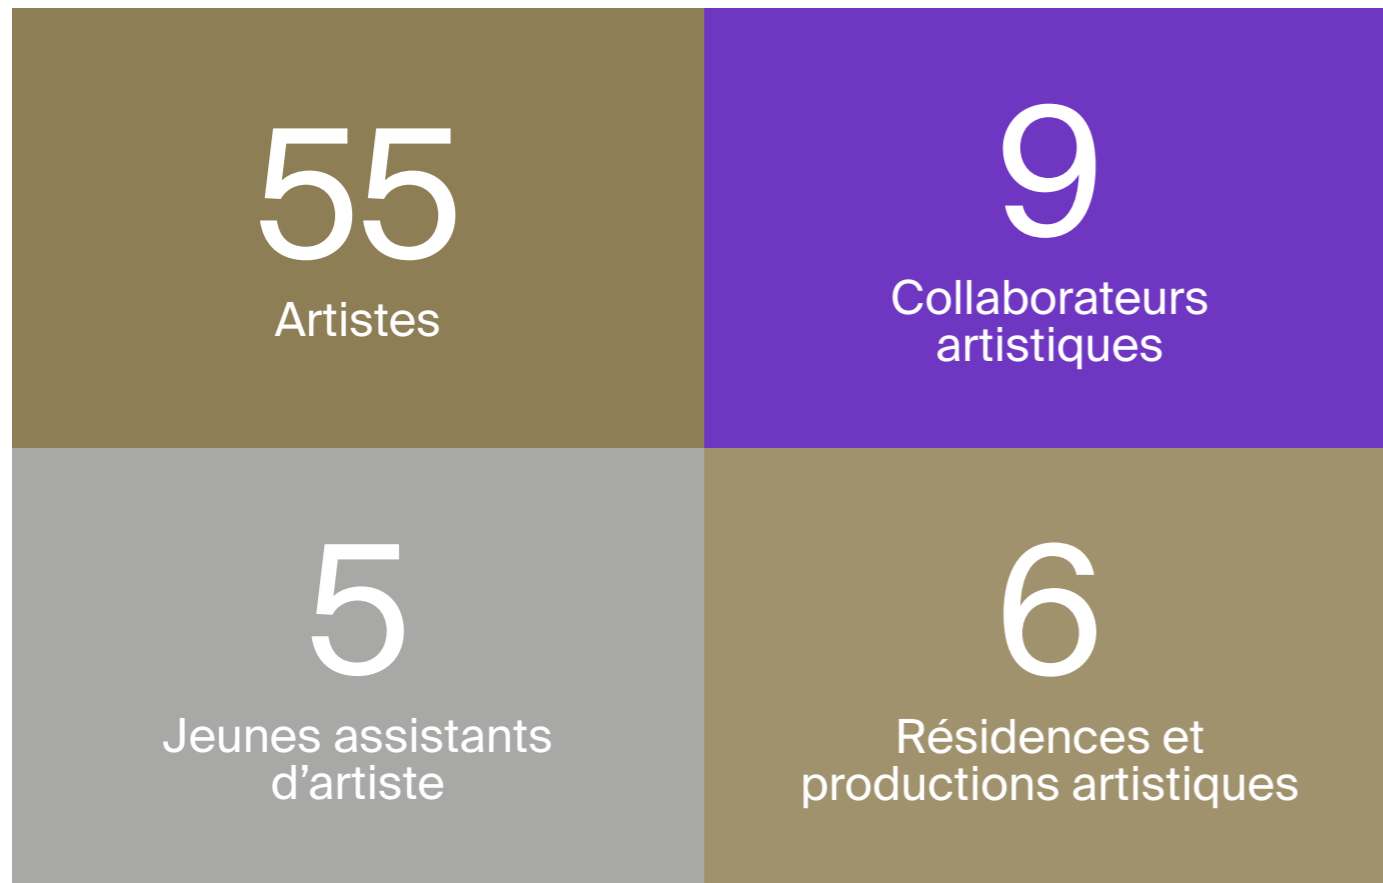 55
Artistes
9
Collaborateurs
artistiques
5
Jeunes assistants
d’artiste
6
Résidences et
productions artistiques